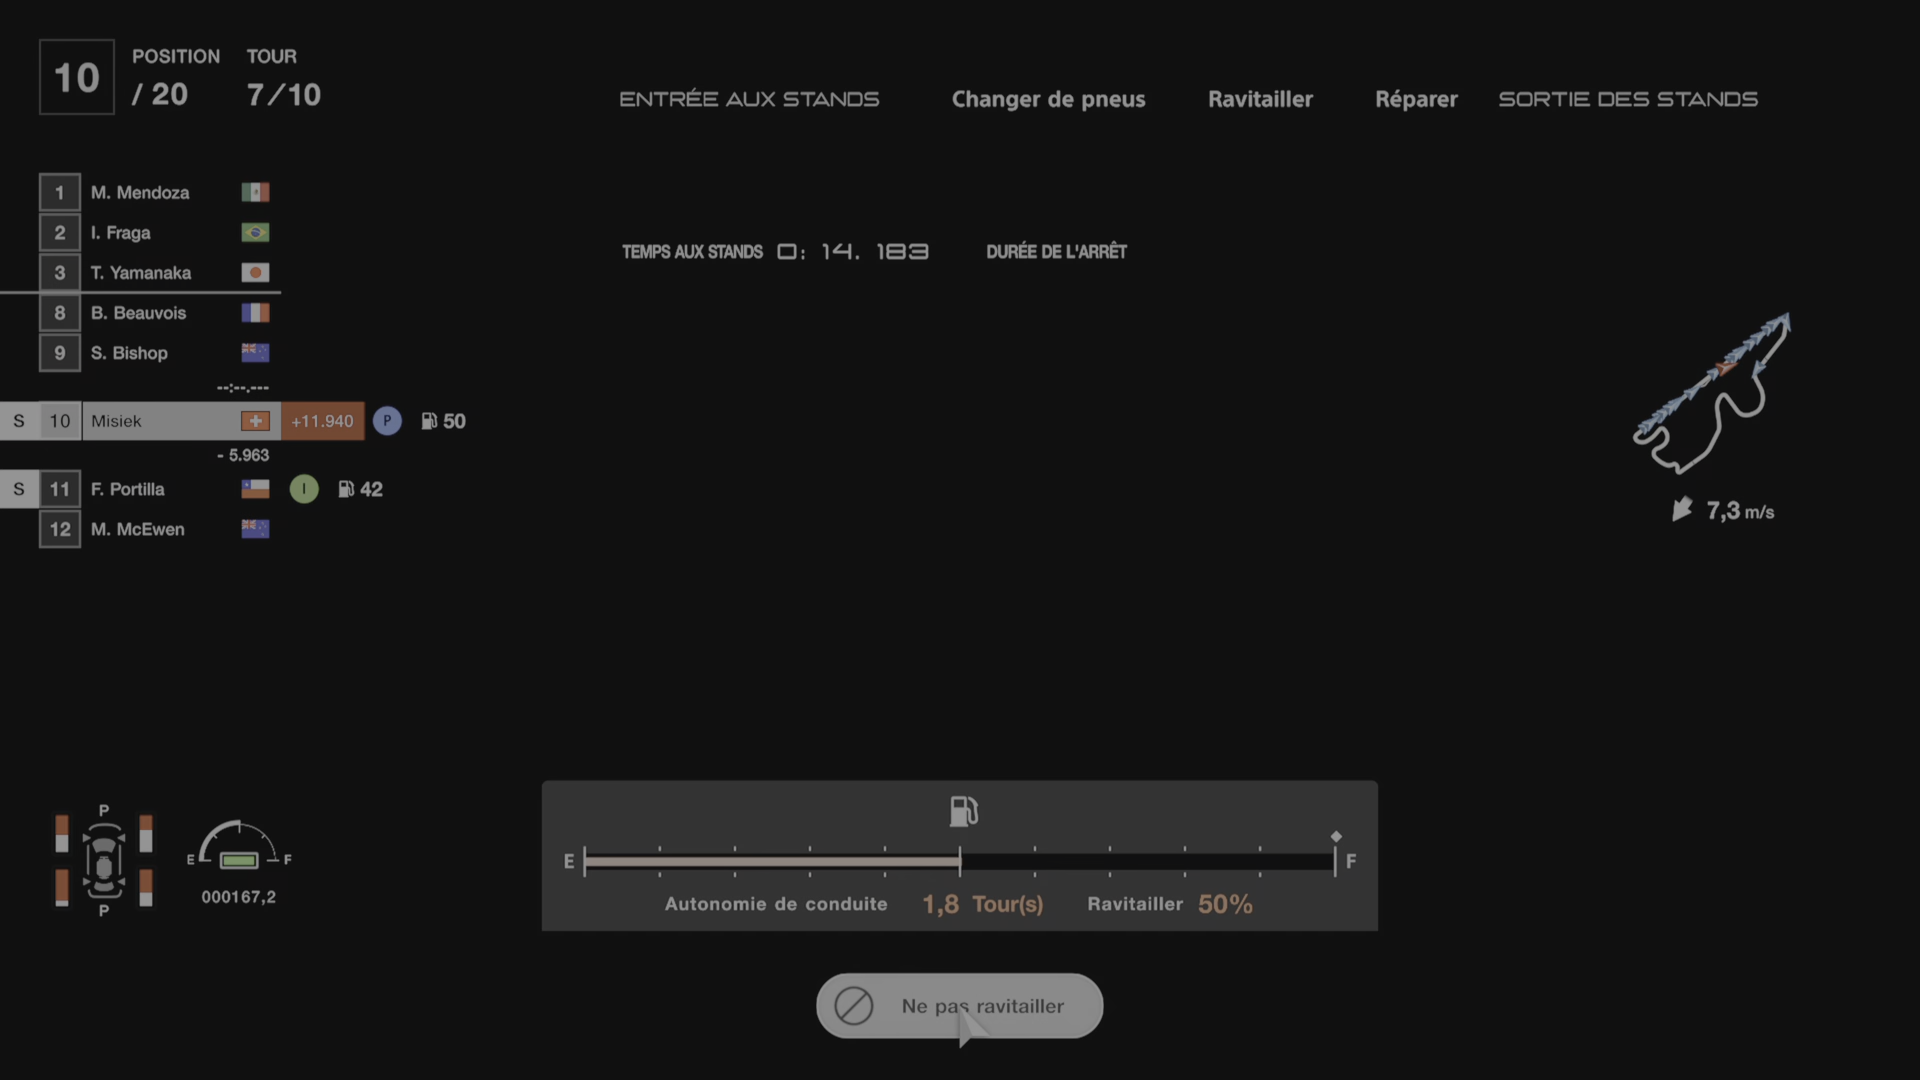 10 POSITION / 20 TOUR 7/10
ENTRÉE AUX STANDS Changer de pneus Ravitailler Réparer SORTIE DES STANDS
1 M. Mendoza
2 I. Fraga
3 T. Yamanaka
8 B. Beauvois
9 S. Bishop
--:--.---
S 10 Misiek +11.940 P 50
- 5.963
S 11 F. Portilla I 42
12 M. McEwen
TEMPS AUX STANDS 0: 14. 183 DURÉE DE L'ARRÊT
7,3 m/s
P
P
E F
000167,2
E F
Autonomie de conduite 1,8 Tour(s) Ravitailler 50%
Ne pas ravitailler